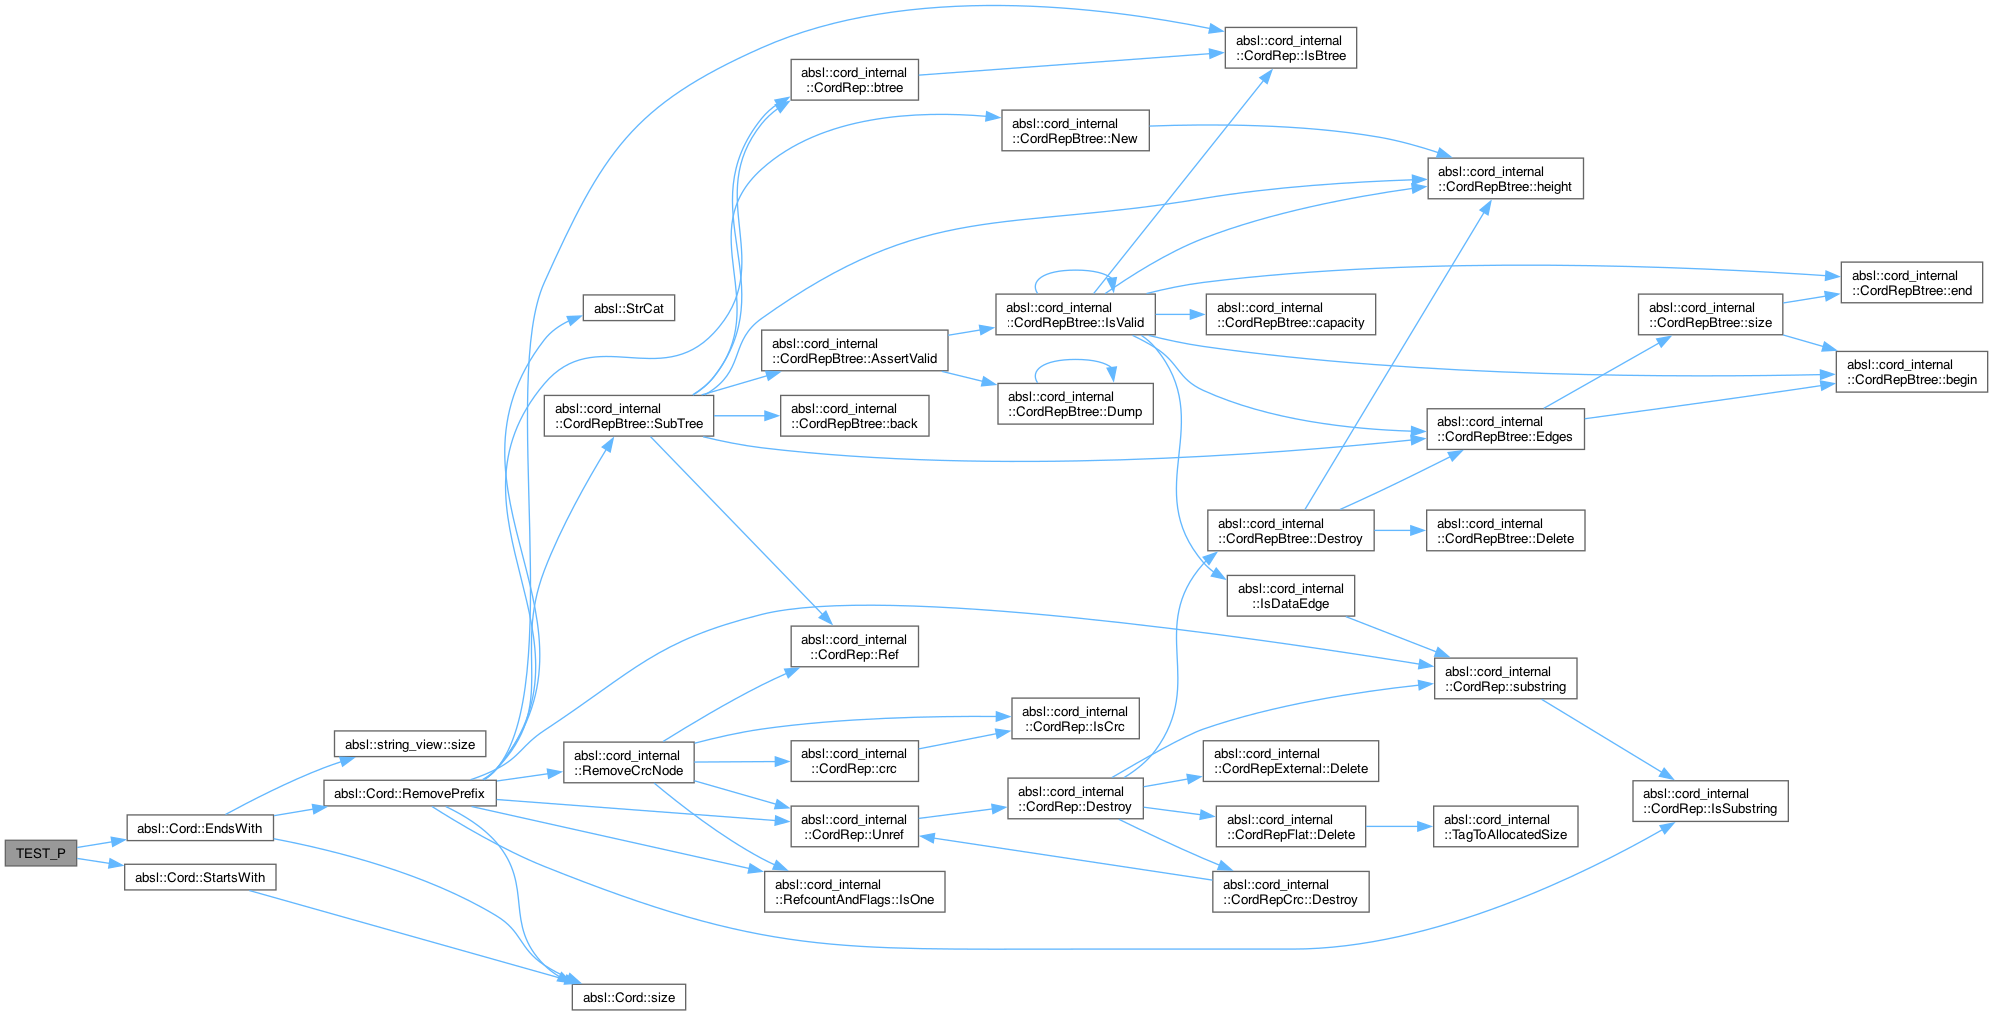 absl::cord_internal
::CordRep::IsBtree
absl::cord_internal
::CordRep::btree
absl::cord_internal
::CordRepBtree::New
absl::cord_internal
::CordRepBtree::height
absl::StrCat
absl::cord_internal
::CordRepBtree::IsValid
absl::cord_internal
::CordRepBtree::capacity
absl::cord_internal
::CordRepBtree::size
absl::cord_internal
::CordRepBtree::end
absl::cord_internal
::CordRepBtree::AssertValid
absl::cord_internal
::CordRepBtree::begin
absl::cord_internal
::CordRepBtree::SubTree
absl::cord_internal
::CordRepBtree::back
absl::cord_internal
::CordRepBtree::Dump
absl::cord_internal
::CordRepBtree::Edges
absl::cord_internal
::CordRepBtree::Destroy
absl::cord_internal
::CordRepBtree::Delete
absl::cord_internal
::IsDataEdge
absl::cord_internal
::CordRep::Ref
absl::cord_internal
::CordRep::substring
absl::cord_internal
::CordRep::IsCrc
absl::string_view::size
absl::cord_internal
::RemoveCrcNode
absl::cord_internal
::CordRep::crc
absl::cord_internal
::CordRepExternal::Delete
absl::Cord::RemovePrefix
absl::cord_internal
::CordRep::Destroy
absl::cord_internal
::CordRep::IsSubstring
absl::Cord::EndsWith
absl::cord_internal
::CordRep::Unref
absl::cord_internal
::CordRepFlat::Delete
absl::cord_internal
::TagToAllocatedSize
TEST_P
absl::Cord::StartsWith
absl::cord_internal
::RefcountAndFlags::IsOne
absl::cord_internal
::CordRepCrc::Destroy
absl::Cord::size